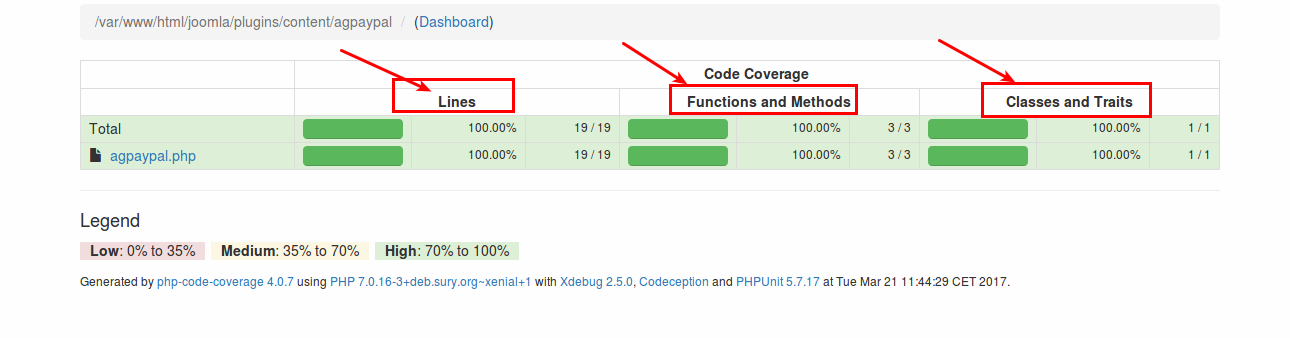 /var/www/html/joomla/plugins/content/agpaypal / (Dashboard)
Code Coverage
Lines Functions and Methods Classes and Traits
Total 100.00% 19 / 19 100.00% 3 / 3 100.00% 1 / 1
agpaypal.php 100.00% 19 / 19 100.00% 3 / 3 100.00% 1 / 1
Legend
Low: 0% to 35% Medium: 35% to 70% High: 70% to 100%
Generated by php-code-coverage 4.0.7 using PHP 7.0.16-3+deb.sury.org~xenial+1 with Xdebug 2.5.0, Codeception and PHPUnit 5.7.17 at Tue Mar 21 11:44:29 CET 2017.